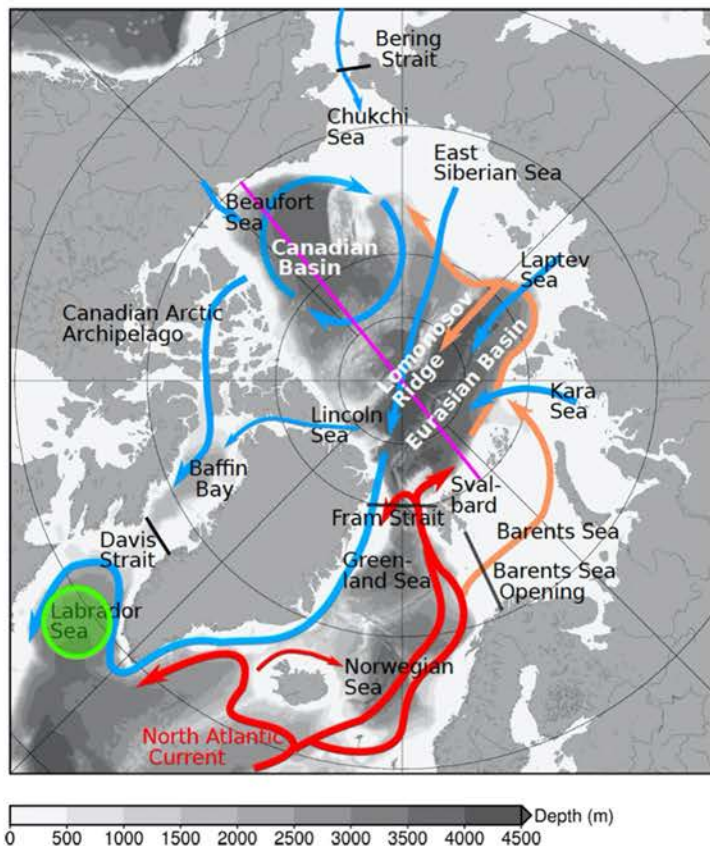 Bering
Strait
Chukchi
Sea
East
Siberian Sea
Beaufort
Sea
Canadian
Basin
Laptev
Sea
Canadian Arctic
Archipelago
Lomonosov
Ridge
Eurasian Basin
Kara
Sea
Lincoln
Sea
Baffin
Bay
Sval-
bard
Fram Strait
Barents Sea
Davis
Strait
Green-
land Sea
Barents Sea
Opening
Labrador
Sea
Norwegian
Sea
North Atlantic
Current
Depth (m)
0 500 1000 1500 2000 2500 3000 3500 4000 4500